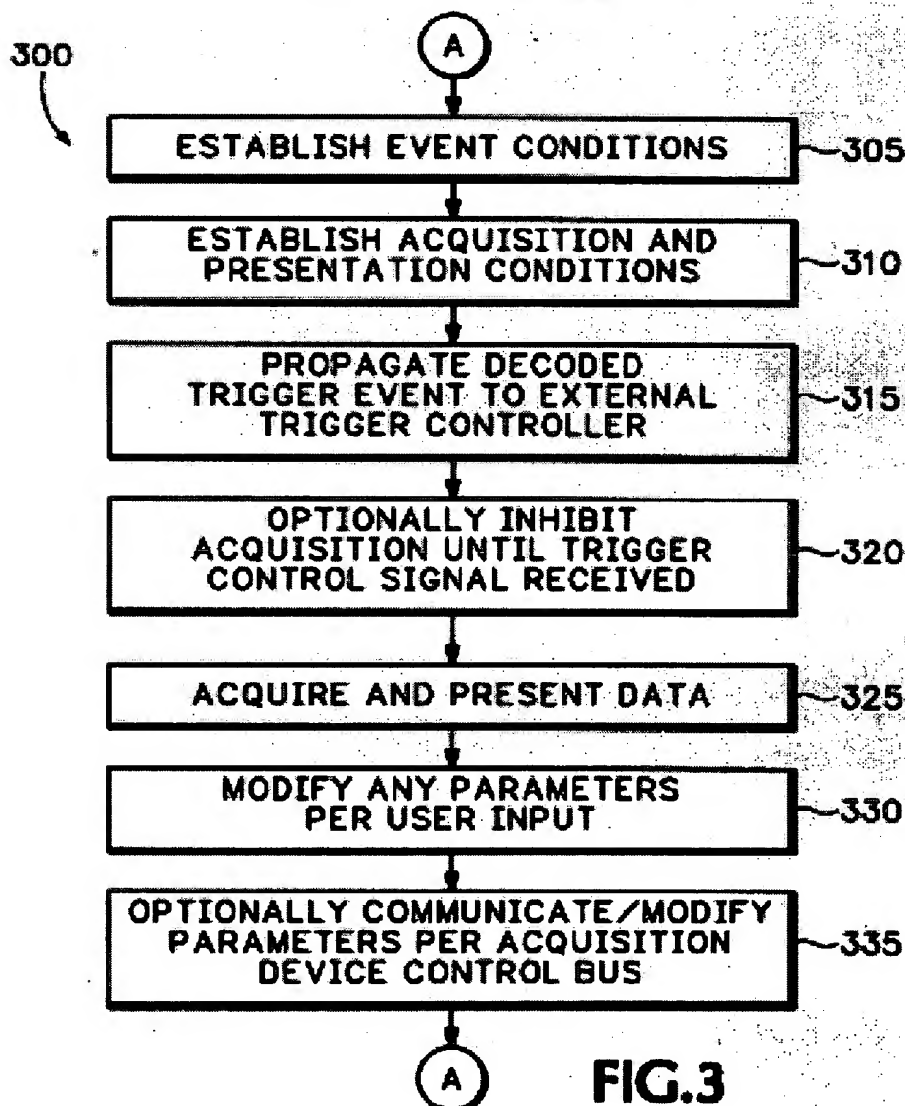 A
300
ESTABLISH EVENT CONDITIONS
305
ESTABLISH ACQUISITION AND
PRESENTATION CONDITIONS
310
PROPAGATE DECODED
TRIGGER EVENT TO EXTERNAL
TRIGGER CONTROLLER
315
OPTIONALLY INHIBIT
ACQUISITION UNTIL TRIGGER
CONTROL SIGNAL RECEIVED
320
ACQUIRE AND PRESENT DATA
325
MODIFY ANY PARAMETERS
PER USER INPUT
330
OPTIONALLY COMMUNICATE/MODIFY
PARAMETERS PER ACQUISITION
DEVICE CONTROL BUS
335
A
FIG.3